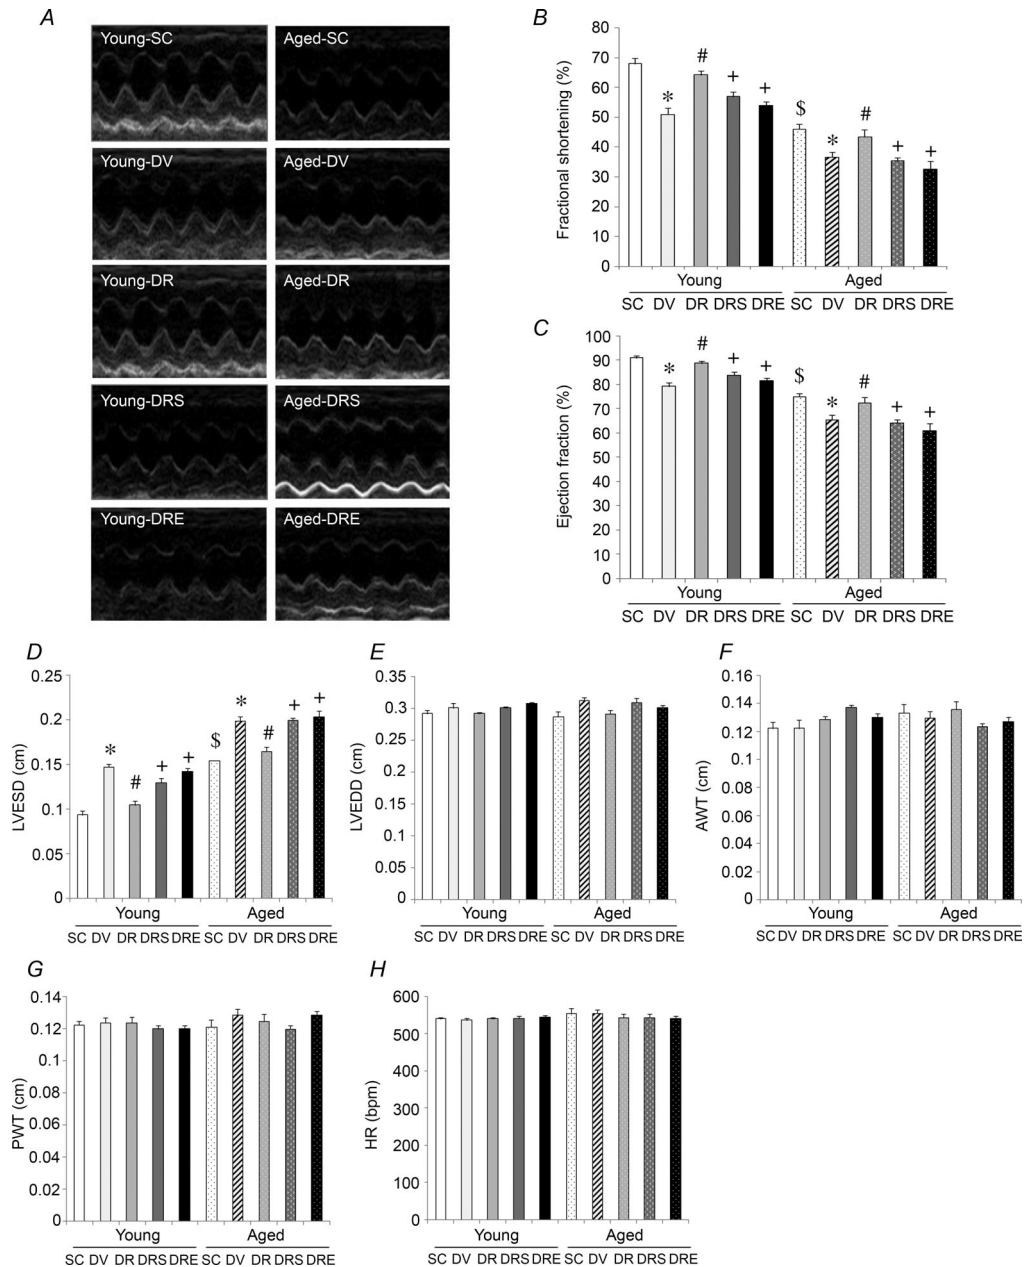 A
Young-SC
Aged-SC
Young-DV
Aged-DV
Young-DR
Aged-DR
Young-DRS
Aged-DRS
Young-DRE
Aged-DRE
B
Fractional shortening (%)
80
70
60
50
40
30
20
10
0
* # + + $ * # + +
Young Aged
SC DV DR DRS DRE SC DV DR DRS DRE
C
Ejection fraction (%)
100
90
80
70
60
50
40
30
20
10
0
* # + + $ * # + +
Young Aged
SC DV DR DRS DRE SC DV DR DRS DRE
D
LVESD (cm)
0.25
0.2
0.15
0.1
0.05
0
* # + + $ * # + +
Young Aged
SC DV DR DRS DRE SC DV DR DRS DRE
E
LVEDD (cm)
0.35
0.3
0.25
0.2
0.15
0.1
0.05
0
Young Aged
SC DV DR DRS DRE SC DV DR DRS DRE
F
AWT (cm)
0.16
0.14
0.12
0.1
0.08
0.06
0.04
0.02
0
Young Aged
SC DV DR DRS DRE SC DV DR DRS DRE
G
PWT (cm)
0.14
0.12
0.1
0.08
0.06
0.04
0.02
0
Young Aged
SC DV DR DRS DRE SC DV DR DRS DRE
H
HR (bpm)
600
500
400
300
200
100
0
Young Aged
SC DV DR DRS DRE SC DV DR DRS DRE